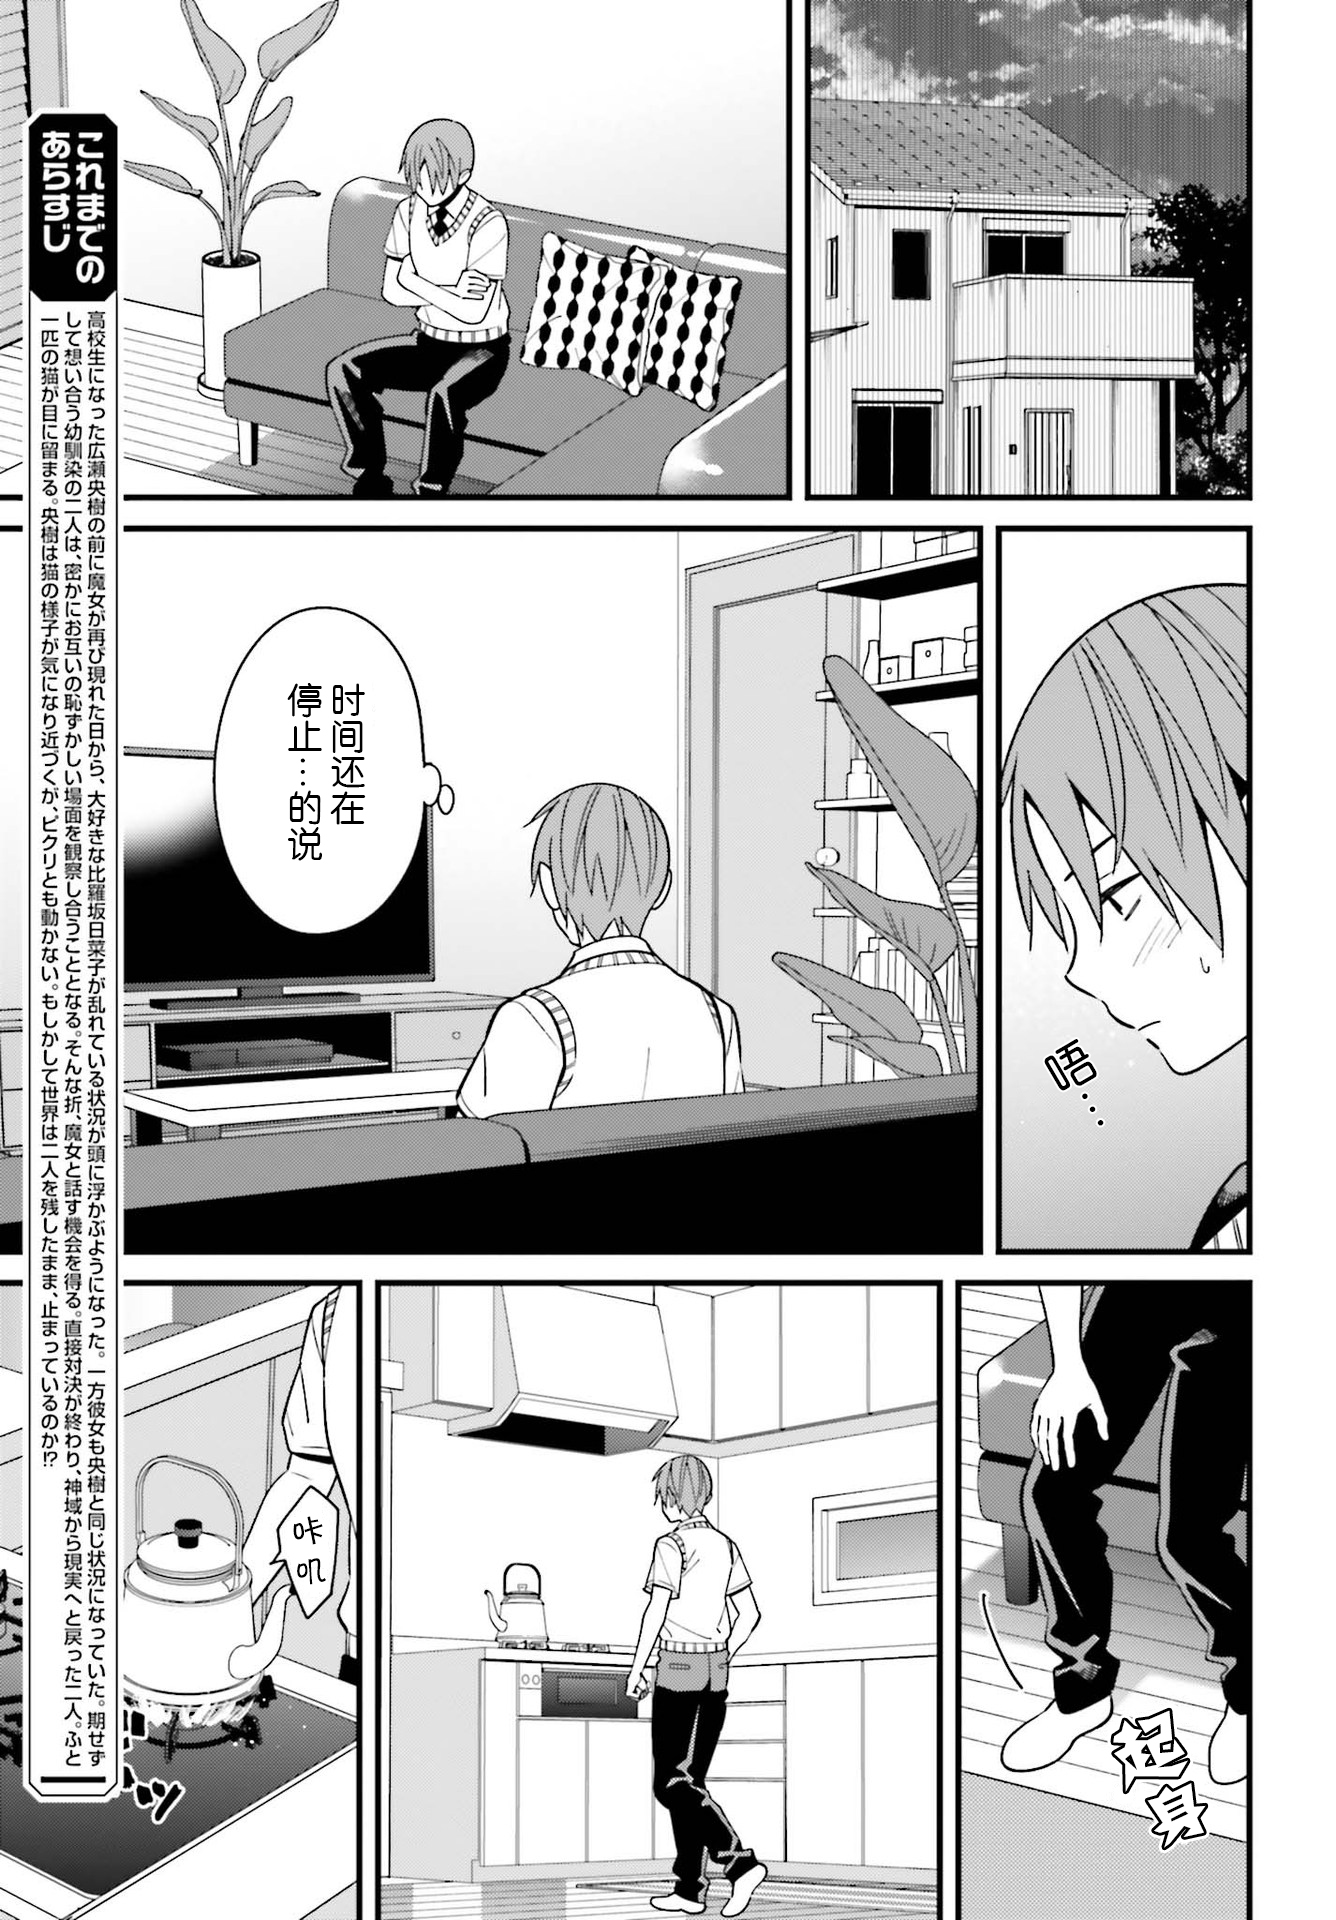 唔…
时间还在
停止…的说
起身
咔
叽
これまでの
あらすじ
高校生になった広瀬央樹の前に魔女が再び現れた日から、大好きな比羅坂日菜子が乱れている状況が頭に浮かぶようになった。一方彼女も央樹と同じ状況になっていた。期せず
して想い合う幼馴染の二人は、密かにお互いの恥ずかしい場面を観察し合うこととなる。そんな折、魔女と話す機会を得る。直接対決が終わり、神域から現実へと戻った二人。ふと
一匹の猫が目に留まる。央樹は猫の様子が気になり近づくが、ピクリとも動かない。もしかして世界は二人を残したまま、止まっているのか!?